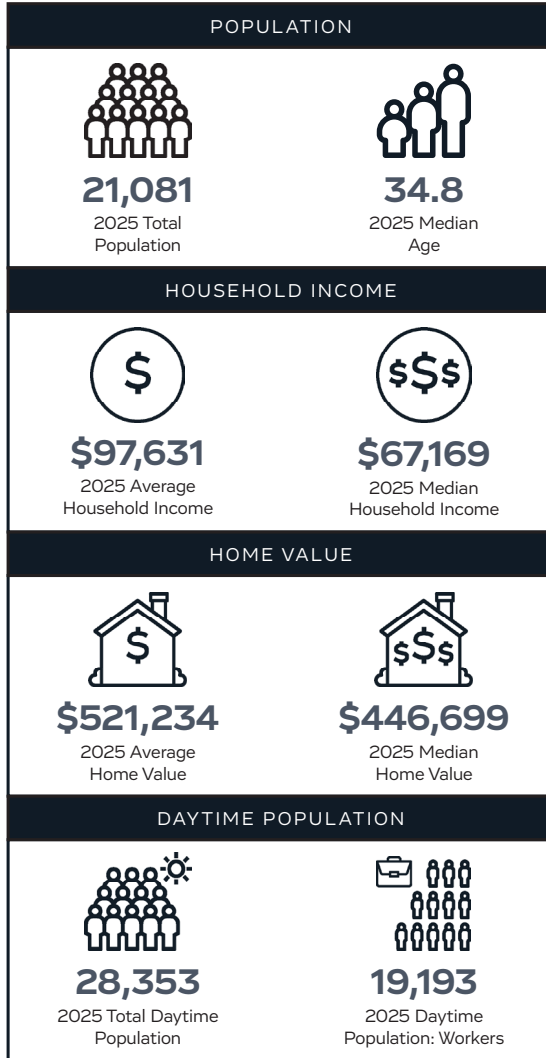 POPULATION
21,081
2025 Total
Population
34.8
2025 Median
Age
HOUSEHOLD INCOME
$
$97,631
2025 Average
Household Income
$$$
$67,169
2025 Median
Household Income
HOME VALUE
$
$521,234
2025 Average
Home Value
$$$
$446,699
2025 Median
Home Value
DAYTIME POPULATION
28,353
2025 Total Daytime
Population
19,193
2025 Daytime
Population: Workers